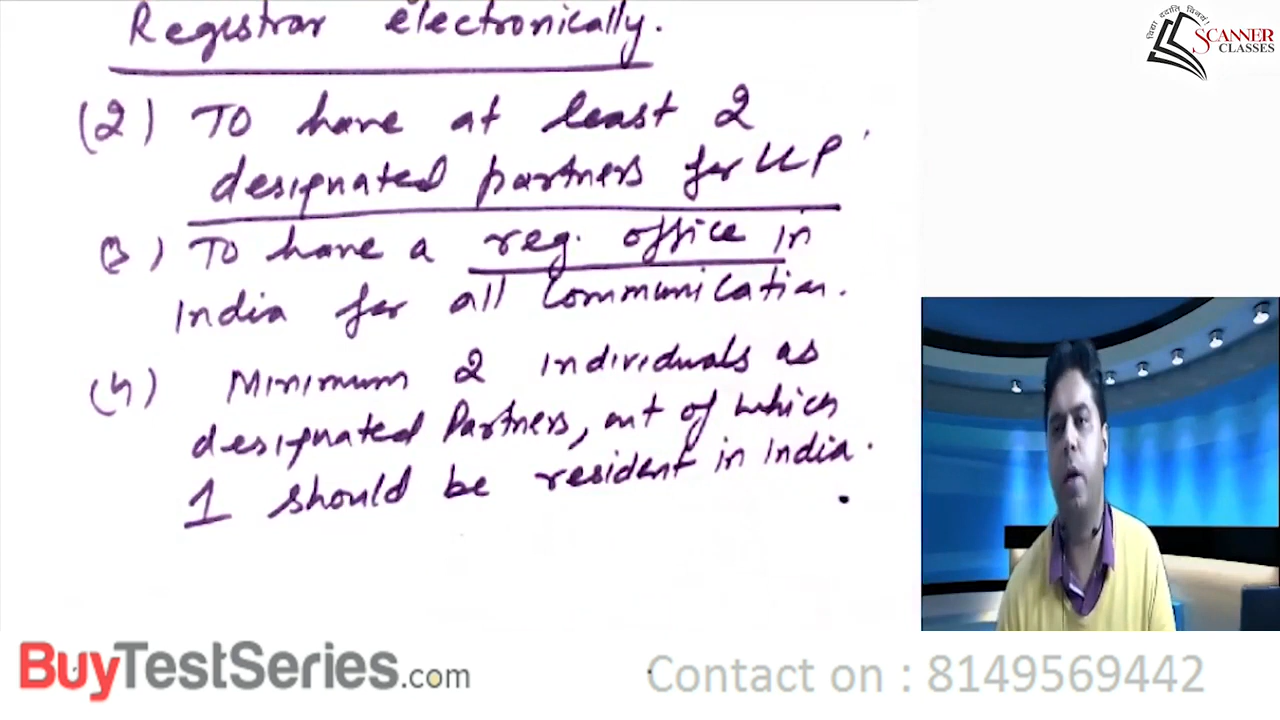 Registrar electronically.
(2) To have at least 2
designated partners for LLP.
(3) To have a reg. office in
India for all communication.
(4) Minimum 2 individuals as
designated Partners, out of which
1 should be resident in India.
विद्या ददाति विनयं।
SCANNER
CLASSES
BuyTestSeries.com
Contact on : 8149569442